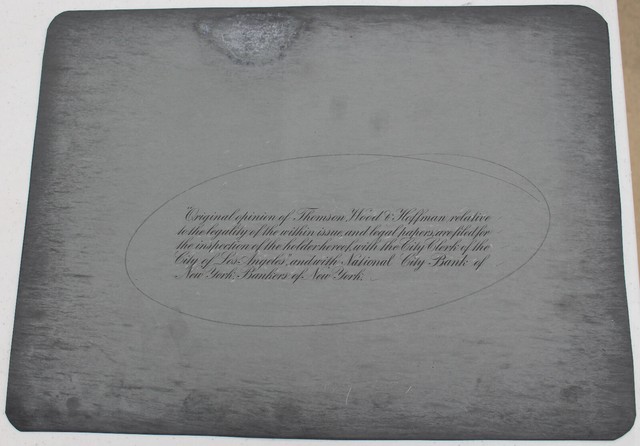 Original opinion of Thomson Wood & Hoffman relative
to the legality of the within issue, and legal papers, are filed for
the inspection of the holder hereof, with the City Clerk of the
City of Los Angeles, and with National City Bank of
New York, Bankers of New York.